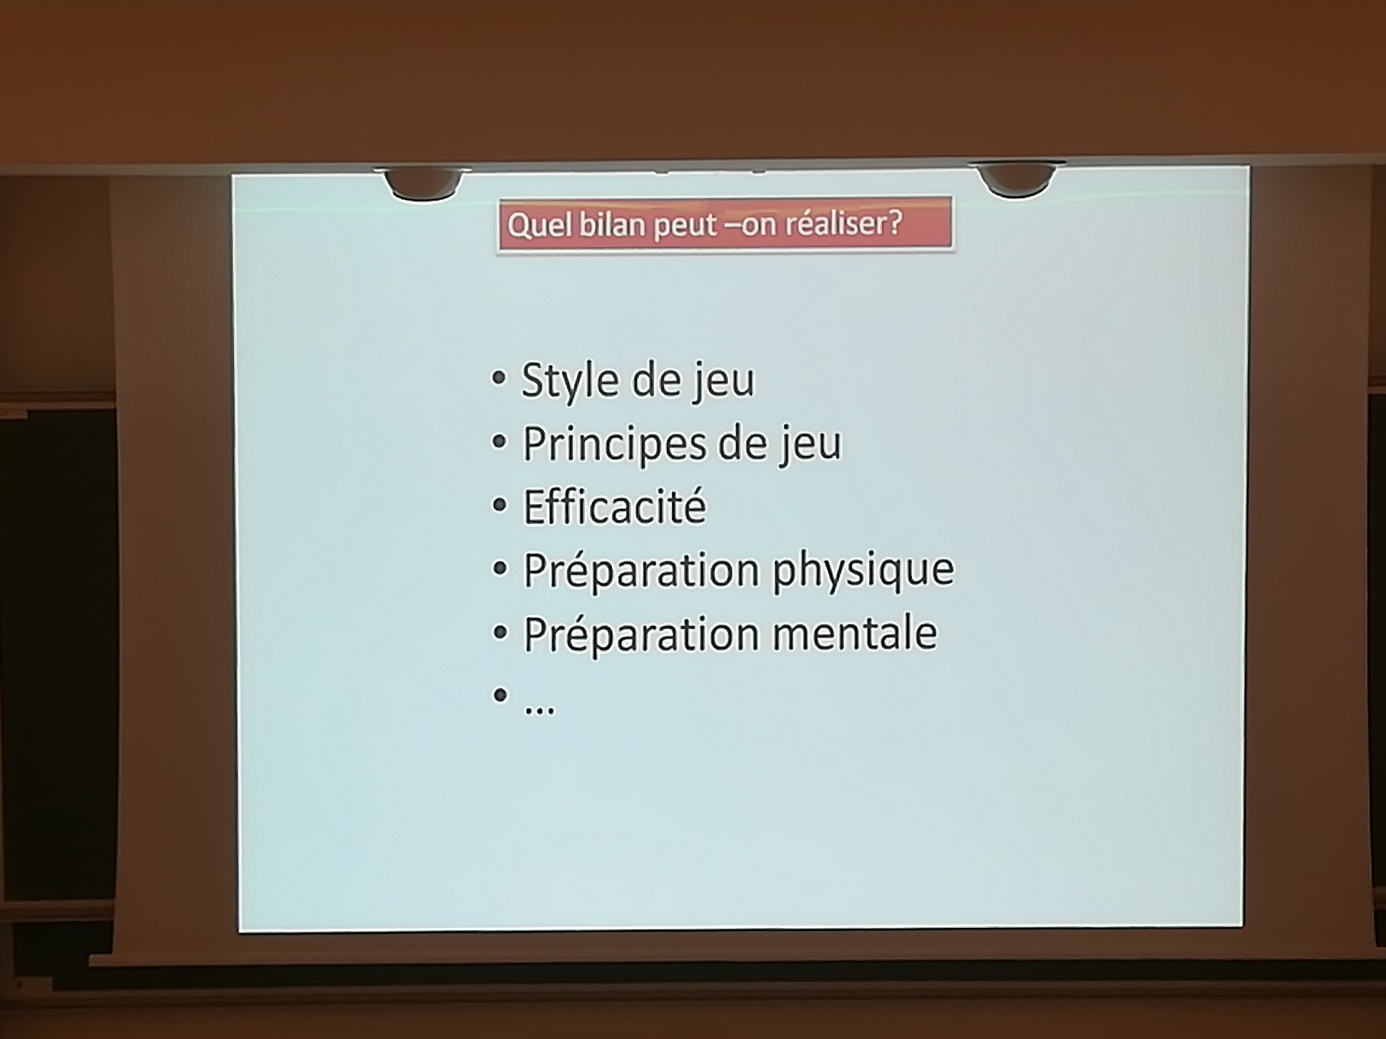 Quel bilan peut –on réaliser?
• Style de jeu
• Principes de jeu
• Efficacité
• Préparation physique
• Préparation mentale
• ...